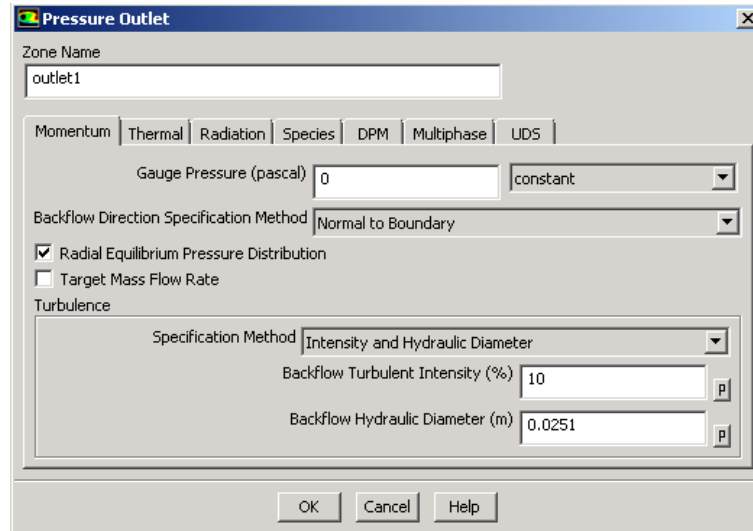 Pressure Outlet
Zone Name
outlet1
Momentum Thermal Radiation Species DPM Multiphase UDS
Gauge Pressure (pascal) 0 constant
Backflow Direction Specification Method Normal to Boundary
Radial Equilibrium Pressure Distribution
Target Mass Flow Rate
Turbulence
Specification Method Intensity and Hydraulic Diameter
Backflow Turbulent Intensity (%) 10 P
Backflow Hydraulic Diameter (m) 0.0251 P
OK Cancel Help